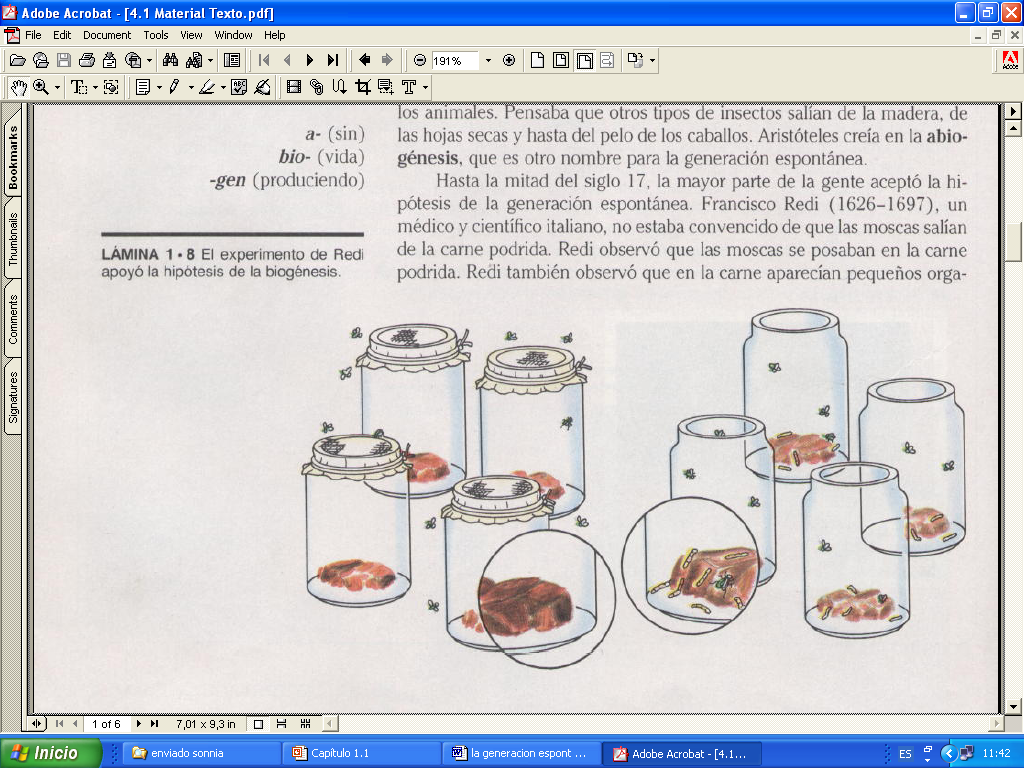 Adobe Acrobat - [4.1 Material Texto.pdf]
File Edit Document Tools View Window Help
191%
Adobe
Bookmarks
Thumbnails
Comments
Signatures
a- (sin)
bio- (vida)
-gen (produciendo)
LÁMINA 1•8 El experimento de Redi
apoyó la hipótesis de la biogénesis.
los animales. Pensaba que otros tipos de insectos salían de la madera, de
las hojas secas y hasta del pelo de los caballos. Aristóteles creía en la abio-
génesis, que es otro nombre para la generación espontánea.
Hasta la mitad del siglo 17, la mayor parte de la gente aceptó la hi-
pótesis de la generación espontánea. Francisco Redi (1626–1697), un
médico y científico italiano, no estaba convencido de que las moscas salían
de la carne podrida. Redi observó que las moscas se posaban en la carne
podrida. Redi también observó que en la carne aparecían pequeños orga-
1 of 6 7,01 x 9,3 in
Inicio enviado sonnia Capítulo 1.1 la generacion espont ... Adobe Acrobat - [4.1... ES 11:42